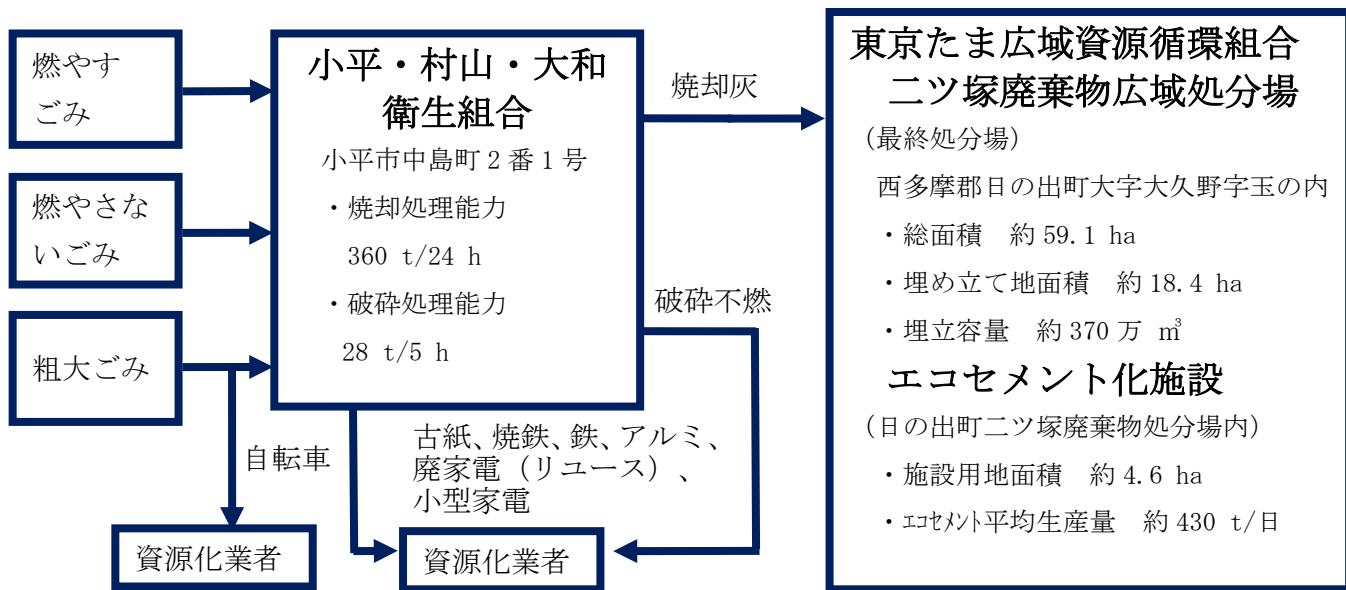 燃やす
ごみ
燃やさな
いごみ
粗大ごみ
自転車
資源化業者
小平・村山・大和
衛生組合
小平市中島町２番１号
・焼却処理能力
360 t/24 h
・破砕処理能力
28 t/5 h
焼却灰
破砕不燃
古紙、焼鉄、鉄、アルミ、
廃家電（リユース）、
小型家電
資源化業者
東京たま広域資源循環組合
二ツ塚廃棄物広域処分場
(最終処分場)
西多摩郡日の出町大字大久野字玉の内
・総面積　約 59.1 ha
・埋め立て地面積　約 18.4 ha
・埋立容量　約 370 万 ㎥
エコセメント化施設
(日の出町二ツ塚廃棄物処分場内)
・施設用地面積　約 4.6 ha
・ｴｺｾﾒﾝﾄ平均生産量　約 430 t/日